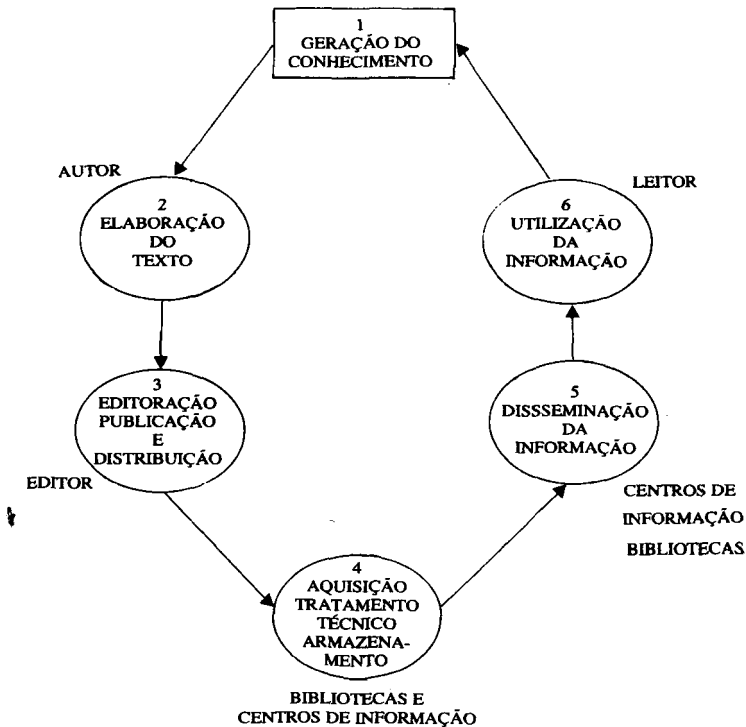 1
GERAÇÃO DO
CONHECIMENTO
AUTOR
2
ELABORAÇÃO
DO
TEXTO
3
EDITORAÇÃO
PUBLICAÇÃO
E
DISTRIBUIÇÃO
EDITOR
4
AQUISIÇÃO
TRATAMENTO
TÉCNICO
ARMAZENA-
MENTO
BIBLIOTECAS E
CENTROS DE INFORMAÇÃO
5
DISSSEMINAÇÃO
DA
INFORMAÇÃO
CENTROS DE
INFORMAÇÃO
BIBLIOTECAS
LEITOR
6
UTILIZAÇÃO
DA
INFORMAÇÃO